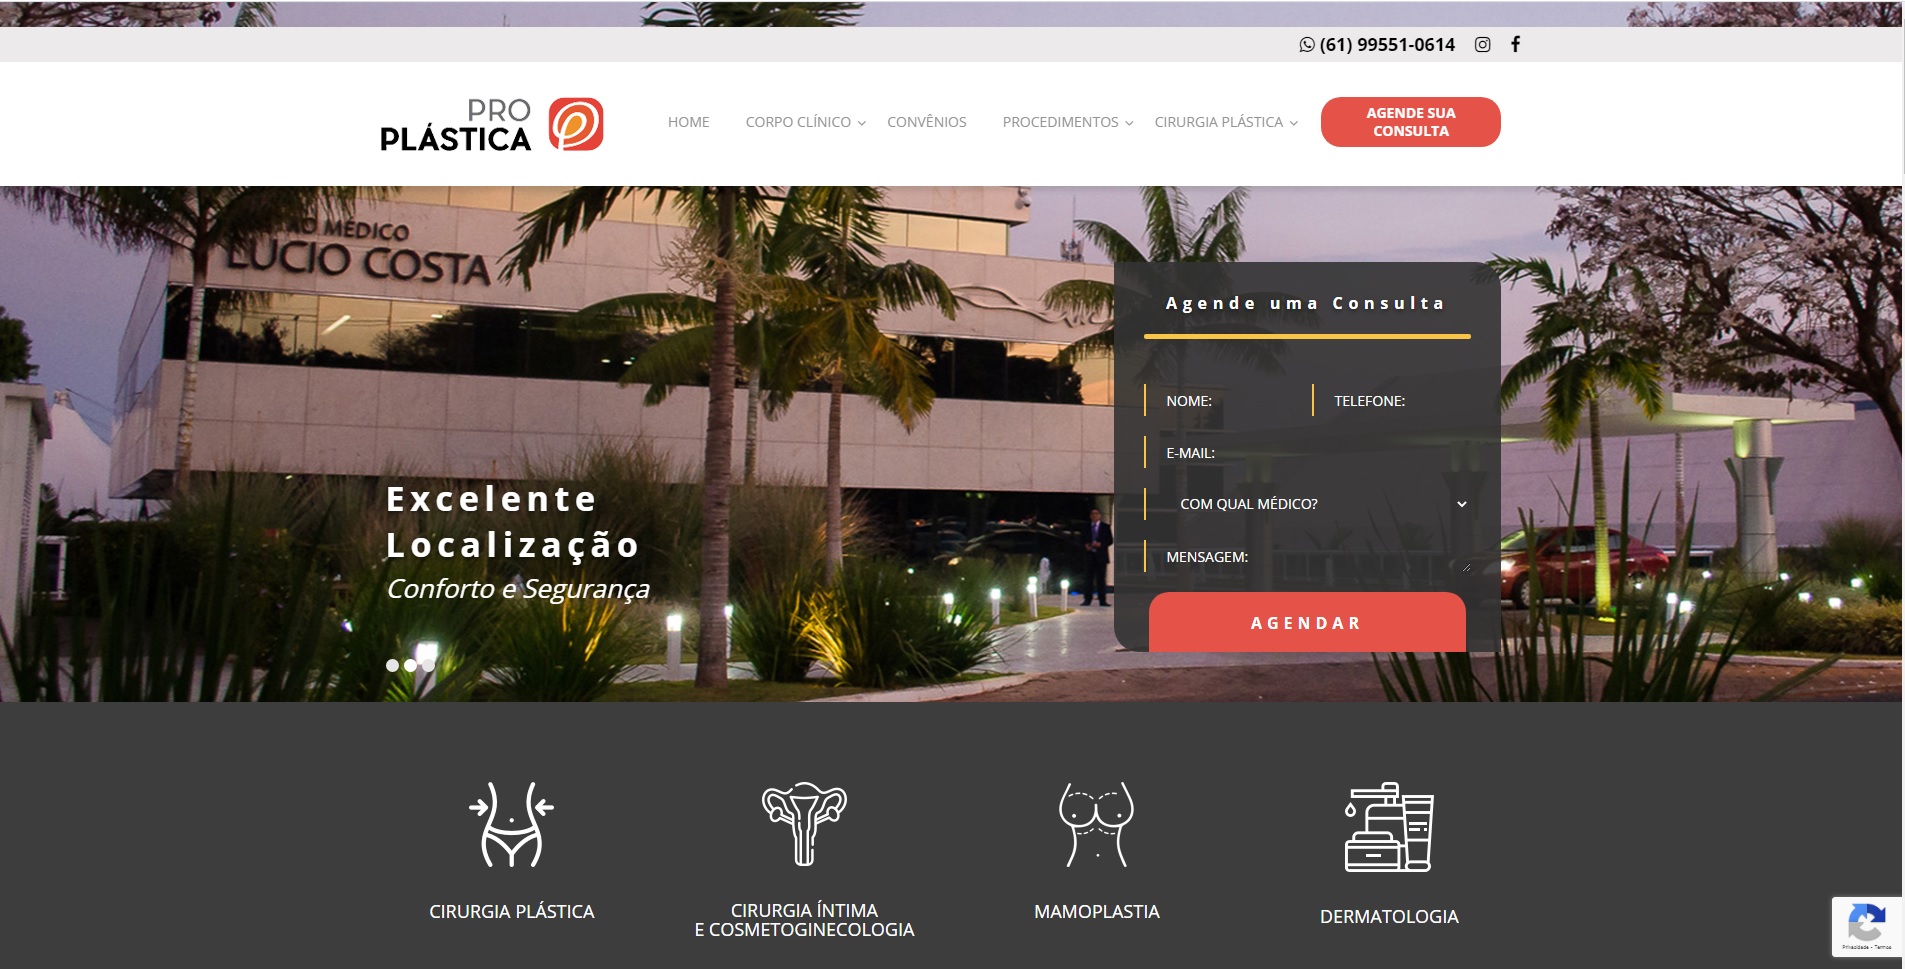 (61) 99551-0614
PRO
PLÁSTICA
HOME
CORPO CLÍNICO
CONVÊNIOS
PROCEDIMENTOS
CIRURGIA PLÁSTICA
AGENDE SUA
CONSULTA
MÉDICO
LUCIO COSTA
Agende uma Consulta
NOME:
TELEFONE:
E-MAIL:
COM QUAL MÉDICO?
MENSAGEM:
AGENDAR
Excelente
Localização
Conforto e Segurança
CIRURGIA PLÁSTICA
CIRURGIA ÍNTIMA
E COSMETOGINECOLOGIA
MAMOPLASTIA
DERMATOLOGIA
Privacidade - Termos